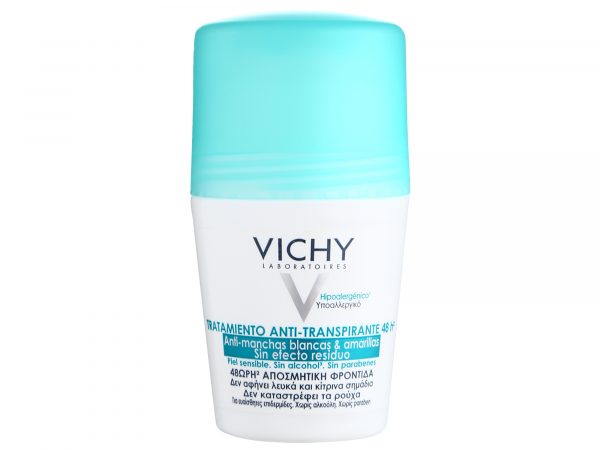 VICHY
LABORATOIRES
Hipoalergénico¹
Υποαλλεργικό
TRATAMIENTO ANTI-TRANSPIRANTE 48 H²
Anti-manchas blancas & amarillas
Sin efecto residuo
Piel sensible. Sin alcohol³. Sin parabenes
48ΩΡΗ² ΑΠΟΣΜΗΤΙΚΗ ΦΡΟΝΤΙΔΑ
Δεν αφήνει λευκά και κίτρινα σημάδια
Δεν καταστρέφει τα ρούχα
Για ευαίσθητες επιδερμίδες. Χωρίς αλκοόλη. Χωρίς paraben